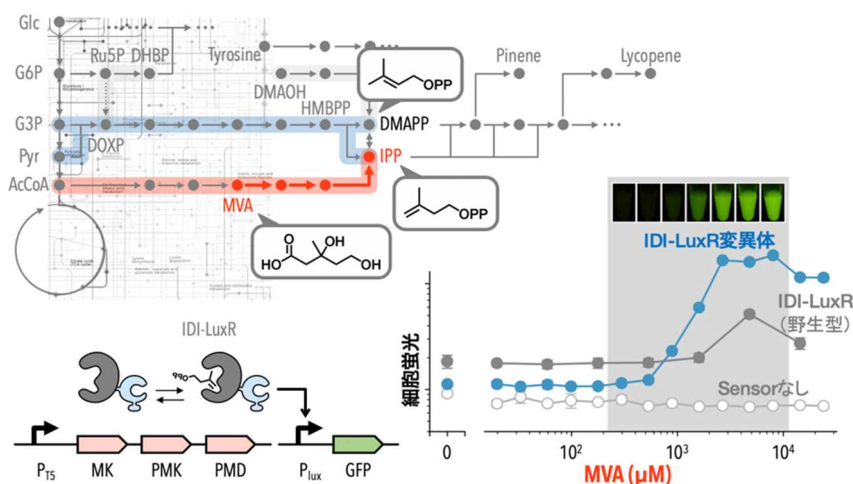 Glc
G6P
Ru5P
DHBP
Tyrosine
DMAOH
HMBPP
OPP
Pinene
Lycopene
G3P
DMAPP
DOXP
Pyr
IPP
AcCoA
MVA
OPP
O
OH
HO
OH
IDI-LuxR
OPP
P_T5
MK
PMK
PMD
P_lux
GFP
IDI-LuxR変異体
IDI-LuxR
(野生型)
Sensorなし
細胞蛍光
0
10²
10³
10⁴
MVA (μM)